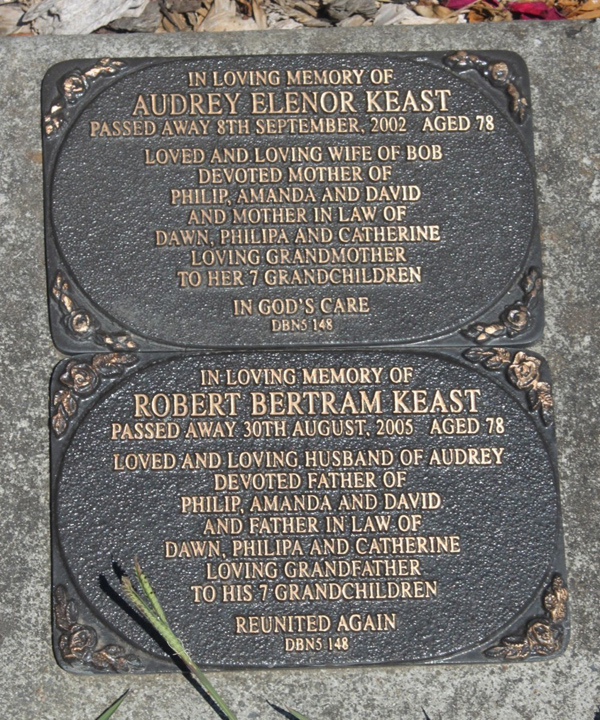 IN LOVING MEMORY OF
AUDREY ELENOR KEAST
PASSED AWAY 8TH SEPTEMBER, 2002 AGED 78
LOVED AND LOVING WIFE OF BOB
DEVOTED MOTHER OF
PHILIP, AMANDA AND DAVID
AND MOTHER IN LAW OF
DAWN, PHILIPA AND CATHERINE
LOVING GRANDMOTHER
TO HER 7 GRANDCHILDREN
IN GOD'S CARE
DBN5 148
IN LOVING MEMORY OF
ROBERT BERTRAM KEAST
PASSED AWAY 30TH AUGUST, 2005 AGED 78
LOVED AND LOVING HUSBAND OF AUDREY
DEVOTED FATHER OF
PHILIP, AMANDA AND DAVID
AND FATHER IN LAW OF
DAWN, PHILIPA AND CATHERINE
LOVING GRANDFATHER
TO HIS 7 GRANDCHILDREN
REUNITED AGAIN
DBN5 148